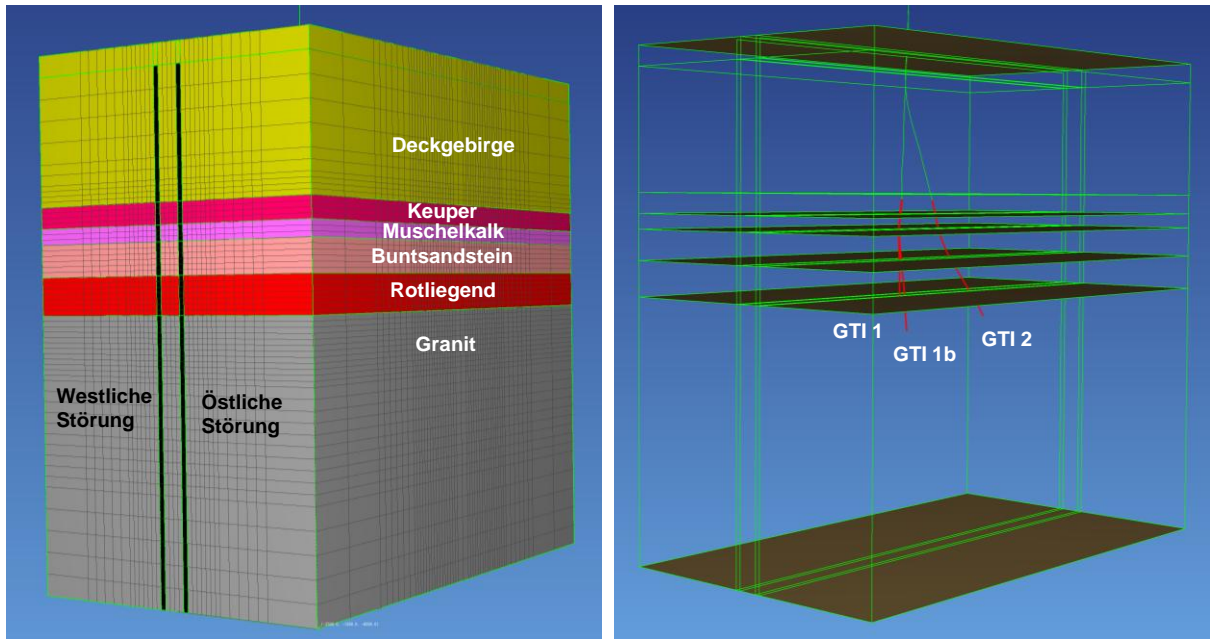 Deckgebirge
Keuper
Muschelkalk
Buntsandstein
Rotliegend
Granit
Westliche
Störung
Östliche
Störung
GTI 1
GTI 1b
GTI 2